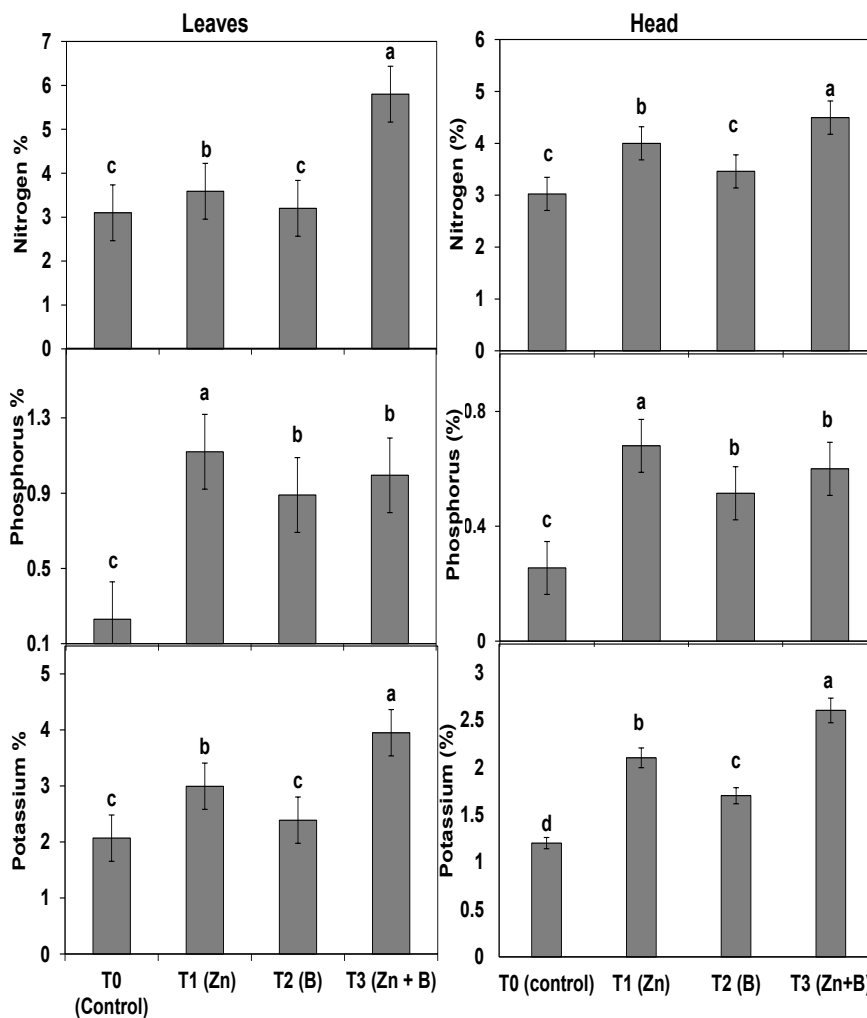 Leaves
Nitrogen %
7
6
5
4
3
2
1
0
c
b
c
a
Phosphorus %
1.3
0.9
0.5
0.1
c
a
b
b
Potassium %
5
4
3
2
1
0
c
b
c
a
T0 (Control)
T1 (Zn)
T2 (B)
T3 (Zn + B)
Head
Nitrogen (%)
6
5
4
3
2
1
0
c
b
c
a
Phosphorus (%)
0.8
0.4
0
c
a
b
b
Potassium (%)
3
2.5
2
1.5
1
0.5
0
d
b
c
a
T0 (control)
T1 (Zn)
T2 (B)
T3 (Zn+B)